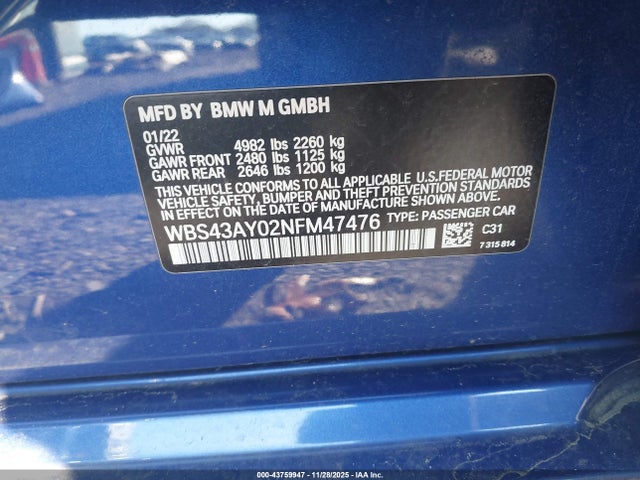 MFD BY BMW M GMBH
01/22
GVWR 4982 lbs 2260 kg
GAWR FRONT 2480 lbs 1125 kg
GAWR REAR 2646 lbs 1200 kg
THIS VEHICLE CONFORMS TO ALL APPLICABLE U.S.FEDERAL MOTOR
VEHICLE SAFETY, BUMPER AND THEFT PREVENTION STANDARDS
IN EFFECT ON THE DATE OF MANUFACTURE SHOWN ABOVE.
WBS43AY02NFM47476 TYPE: PASSENGER CAR
C31
7 315 814
000-43759947 - 11/28/2025 - IAA Inc.